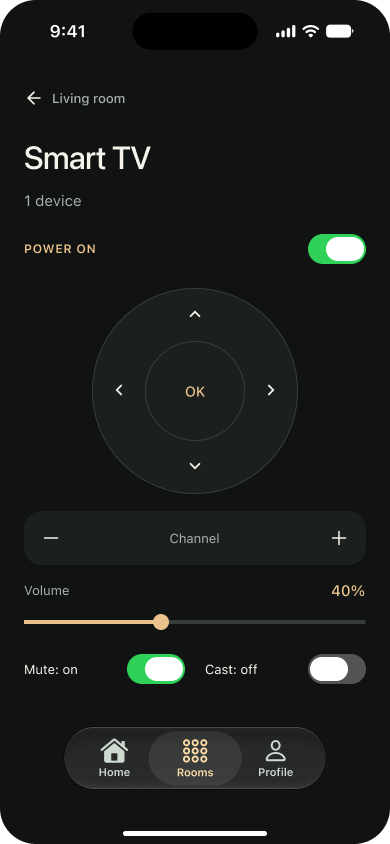 9:41
Living room
Smart TV
1 device
POWER ON
OK
Channel
Volume 40%
Mute: on Cast: off
Home Rooms Profile